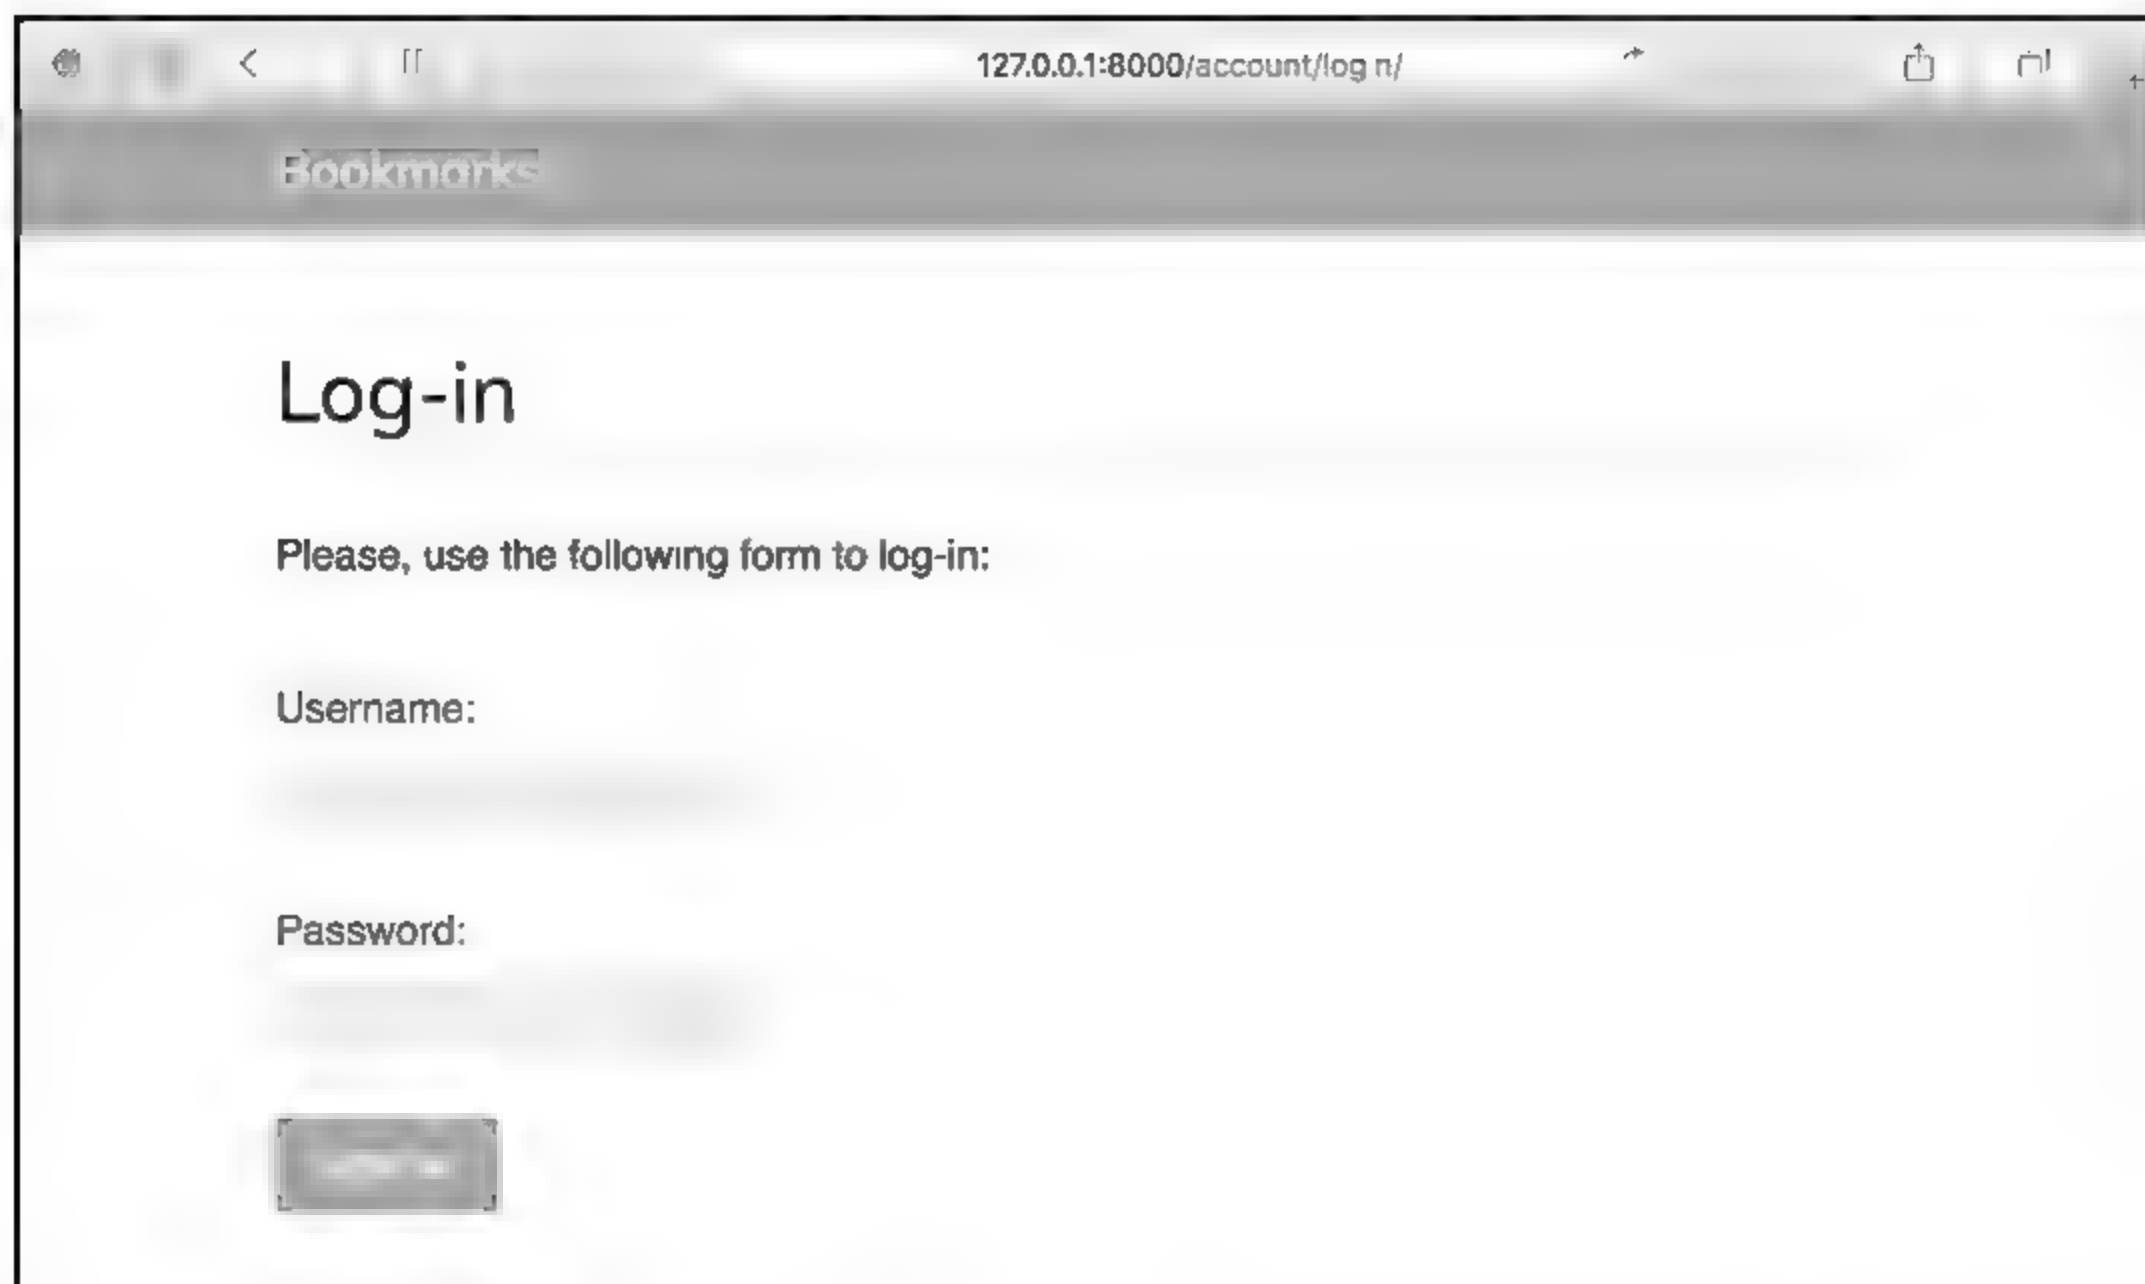 127.0.0.1:8000/account/log n/
Bookmarks
Log-in
Please, use the following form to log-in:
Username:
Password: